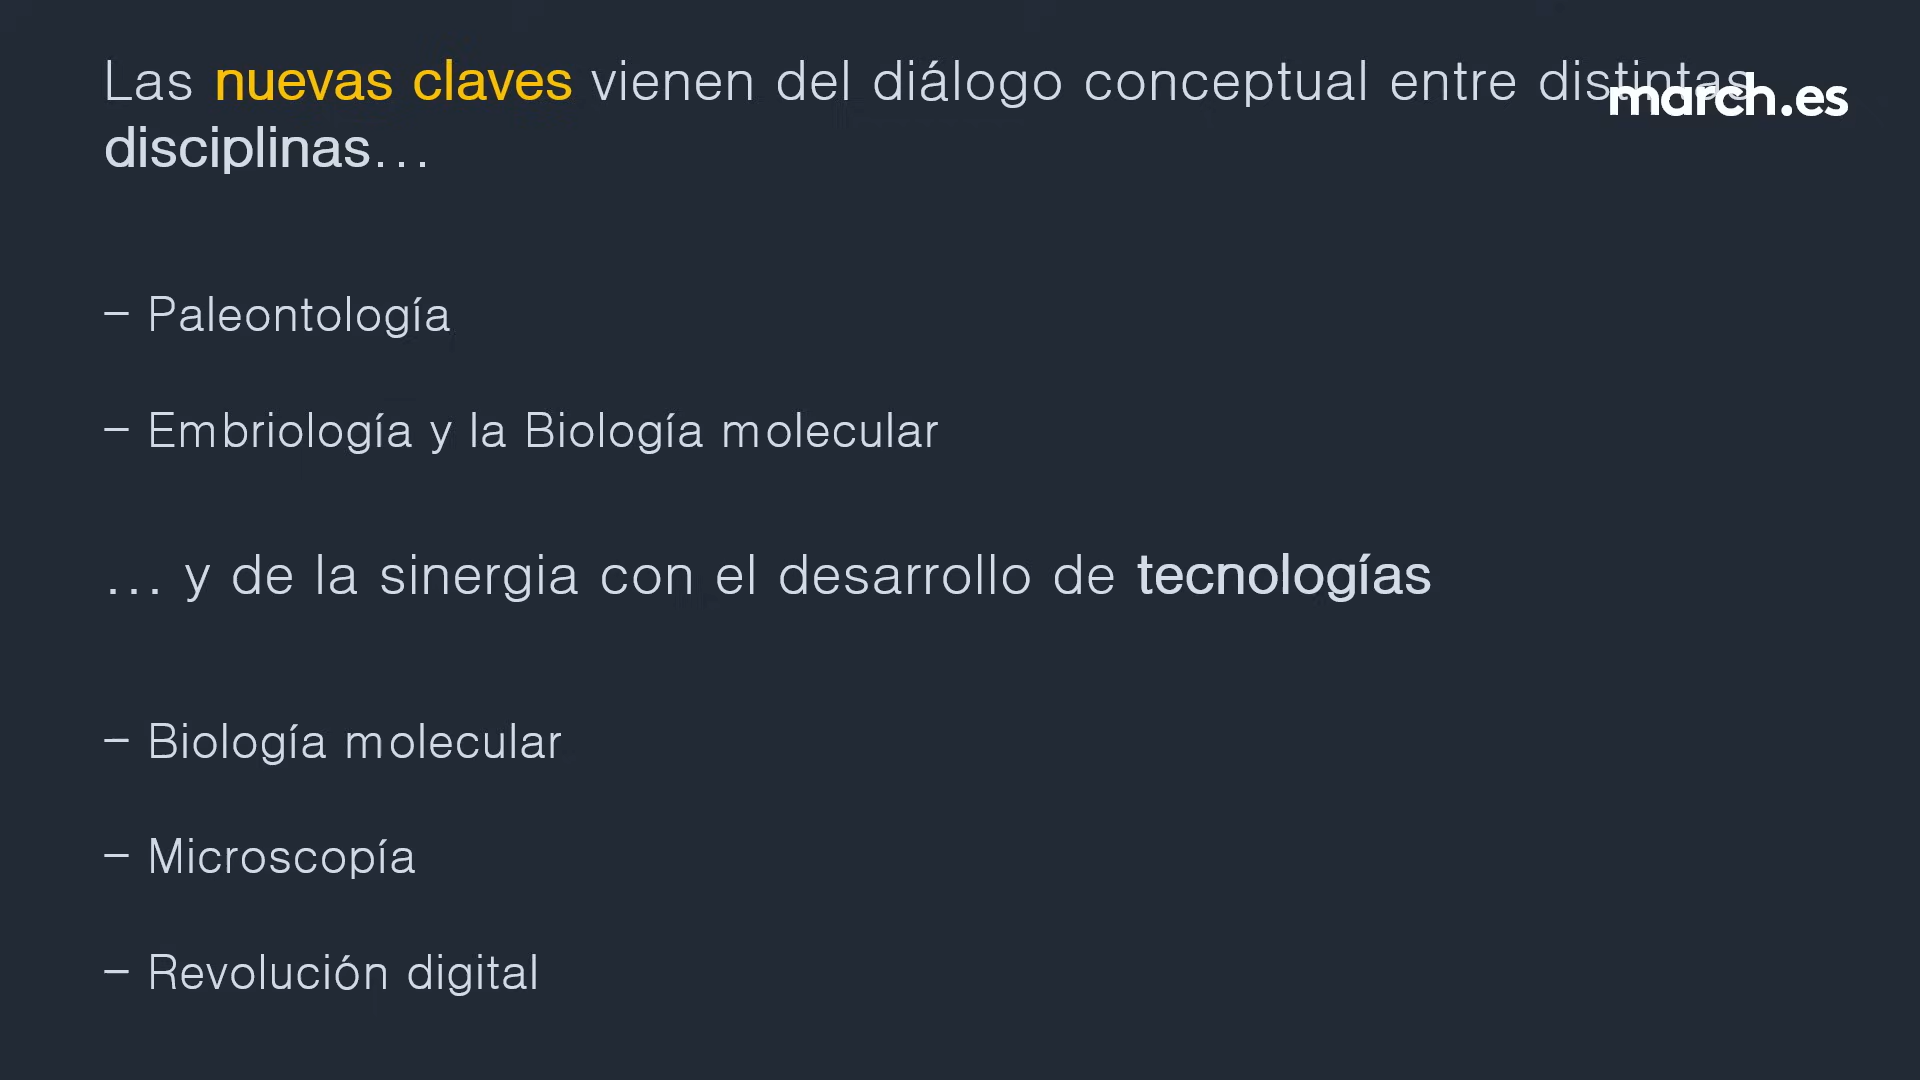 Las nuevas claves vienen del diálogo conceptual entre distintas
march.es
disciplinas...
– Paleontología
– Embriología y la Biología molecular
... y de la sinergia con el desarrollo de tecnologías
– Biología molecular
– Microscopía
– Revolución digital